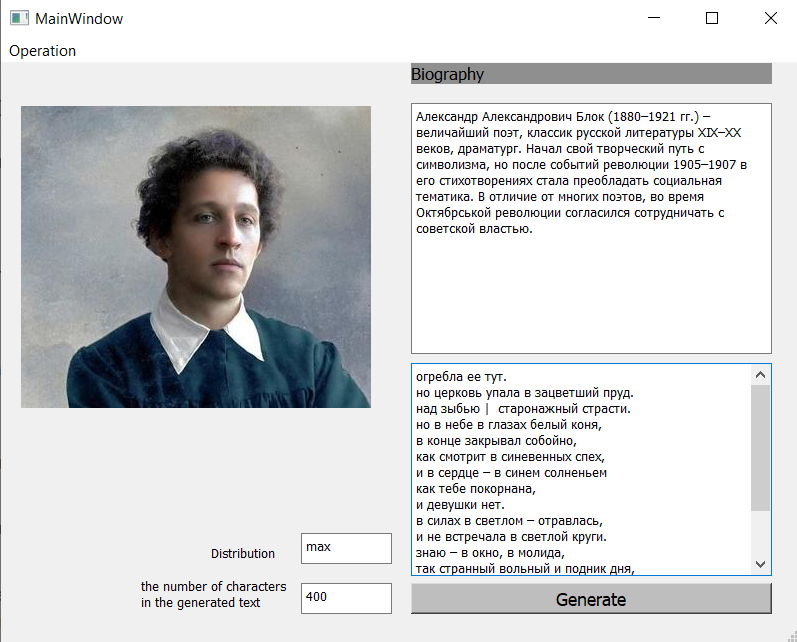 MainWindow
Operation
Biography
Александр Александрович Блок (1880–1921 гг.) –
величайший поэт, классик русской литературы XIX–XX
веков, драматург. Начал свой творческий путь с
символизма, но после событий революции 1905–1907 в
его стихотворениях стала преобладать социальная
тематика. В отличие от многих поэтов, во время
Октябрьской революции согласился сотрудничать с
советской властью.
огребла ее тут.
но церковь упала в зацветший пруд.
над зыбью |  старонажный страсти.
но в небе в глазах белый коня,
в конце закрывал собойно,
как смотрит в синевенных спех,
и в сердце – в синем солненьем
как тебе покорнана,
и девушки нет.
в силах в светлом – отравлась,
и не встречала в светлой круги.
знаю – в окно, в молида,
так странный вольный и подник дня,
Distribution
max
the number of characters
in the generated text
400
Generate